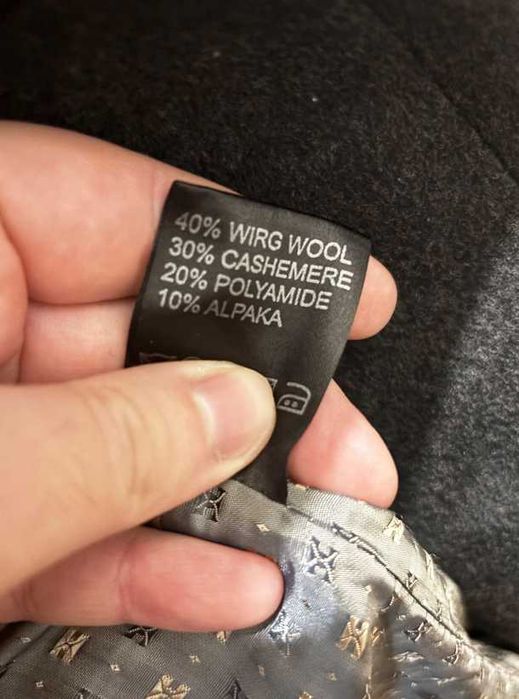 40% WIRG WOOL
30% CASHEMERE
20% POLYAMIDE
10% ALPAKA